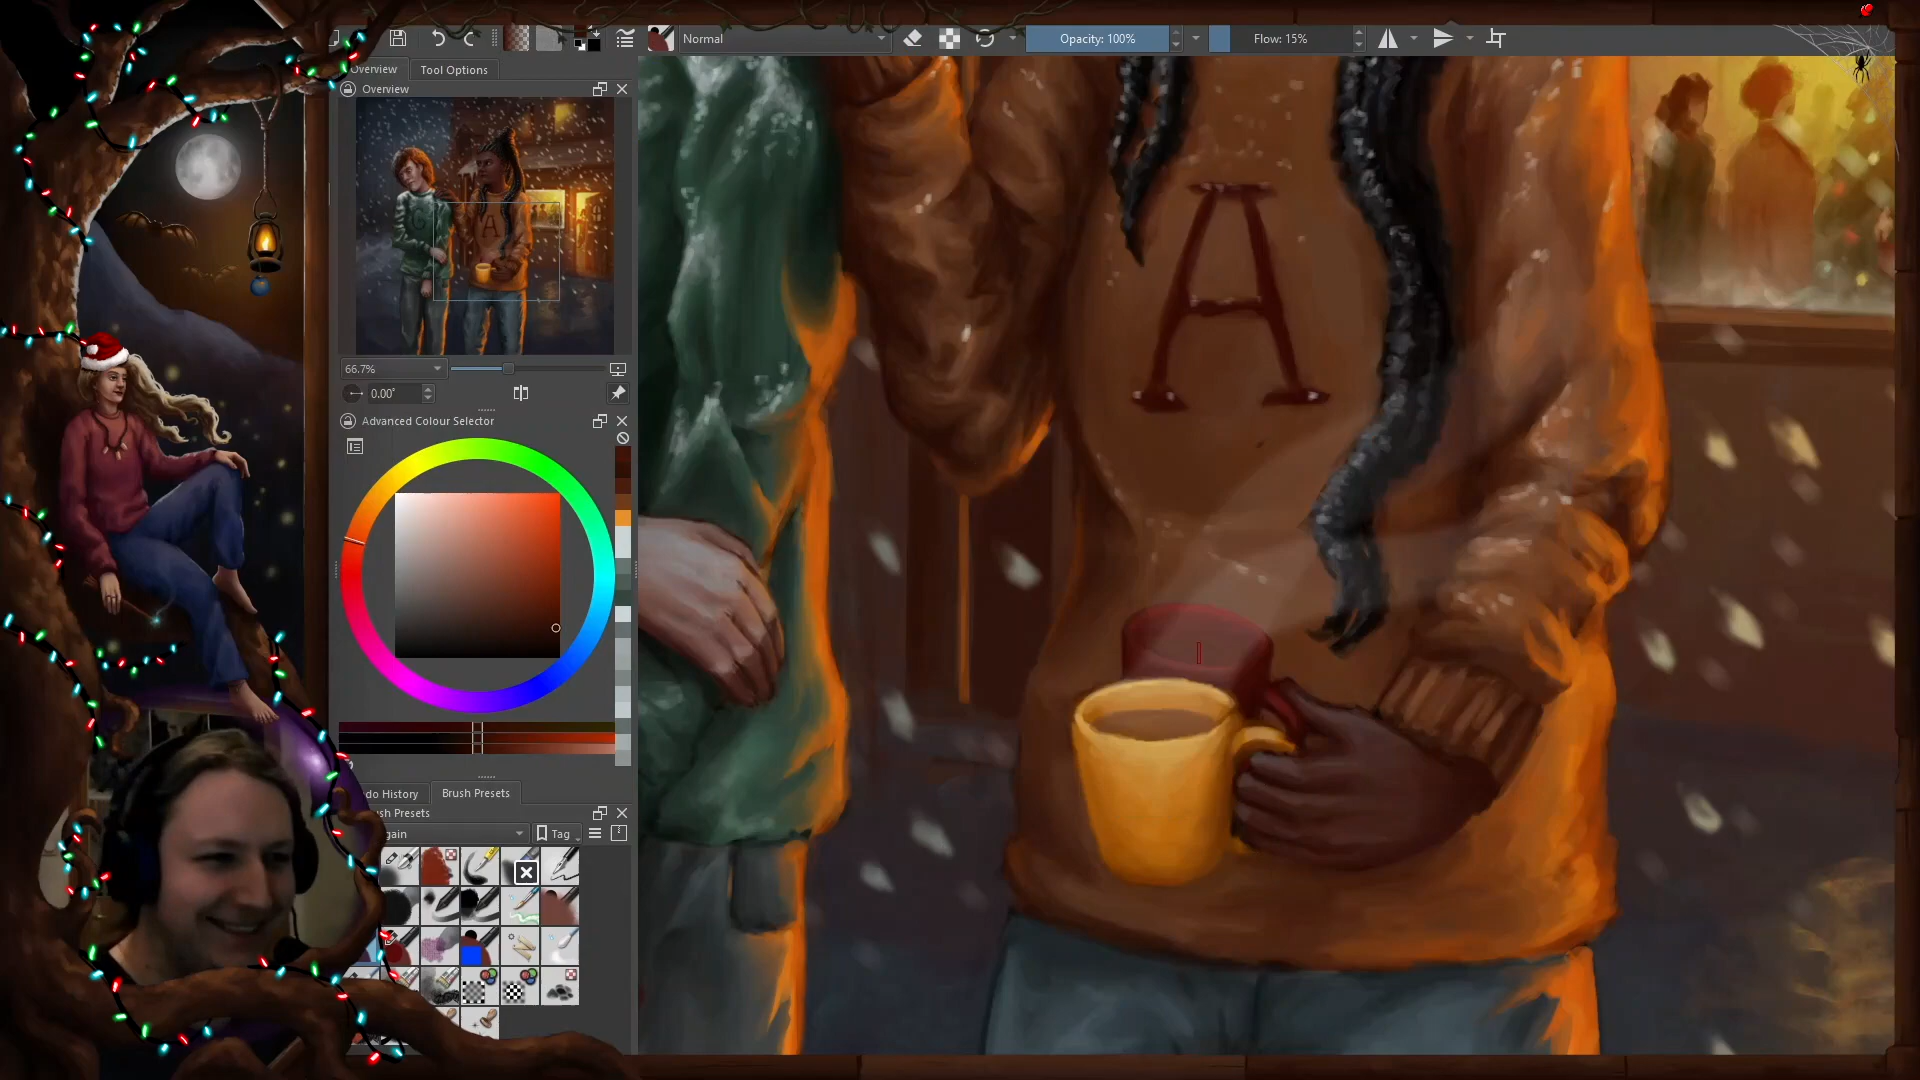 Normal
Opacity: 100%
Flow: 15%
Overview
Tool Options
Overview
66.7%
0.00°
Advanced Colour Selector
do History
Brush Presets
sh Presets
gain
Tag
A
G
A